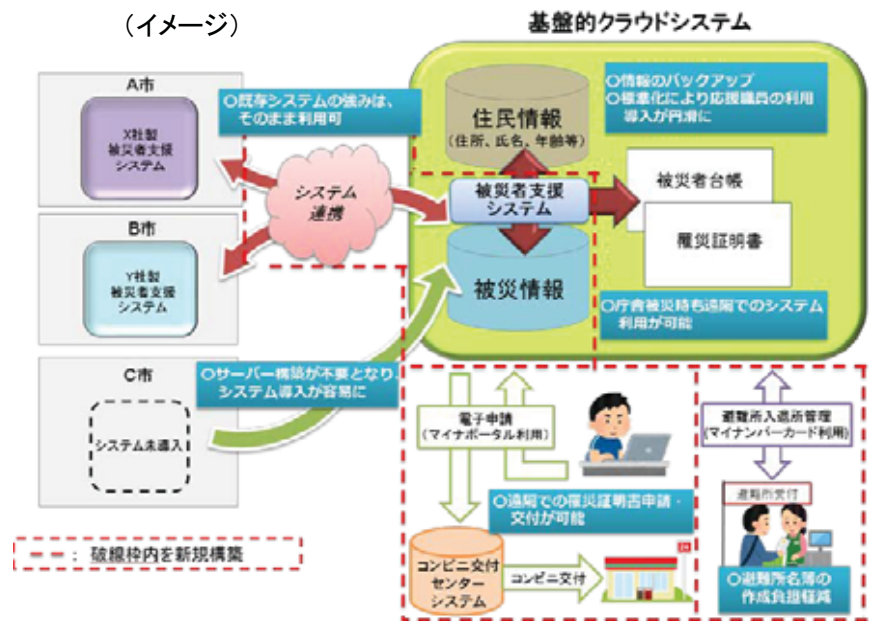 (イメージ)
基盤的クラウドシステム
A市
X社製
被災者支援
システム
〇既存システムの強みは、
そのまま利用可
住民情報
(住所、氏名、年齢等)
〇情報のバックアップ
〇標準化により応援職員の利用
導入が円滑に
システム
連携
被災者支援
システム
被災者台帳
罹災証明書
B市
Y社製
被災者支援
システム
被災情報
〇庁舎被災時も遠隔でのシステム
利用が可能
C市
システム未導入
〇サーバー構築が不要となり、
システム導入が容易に
電子申請
(マイナポータル利用)
避難所入退所管理
(マイナンバーカード利用)
〇遠隔での罹災証明書申請・
交付が可能
避難所受付
コンビニ交付
センター
システム
コンビニ交付
〇避難所名簿の
作成負担軽減
: 破線枠内を新規構築